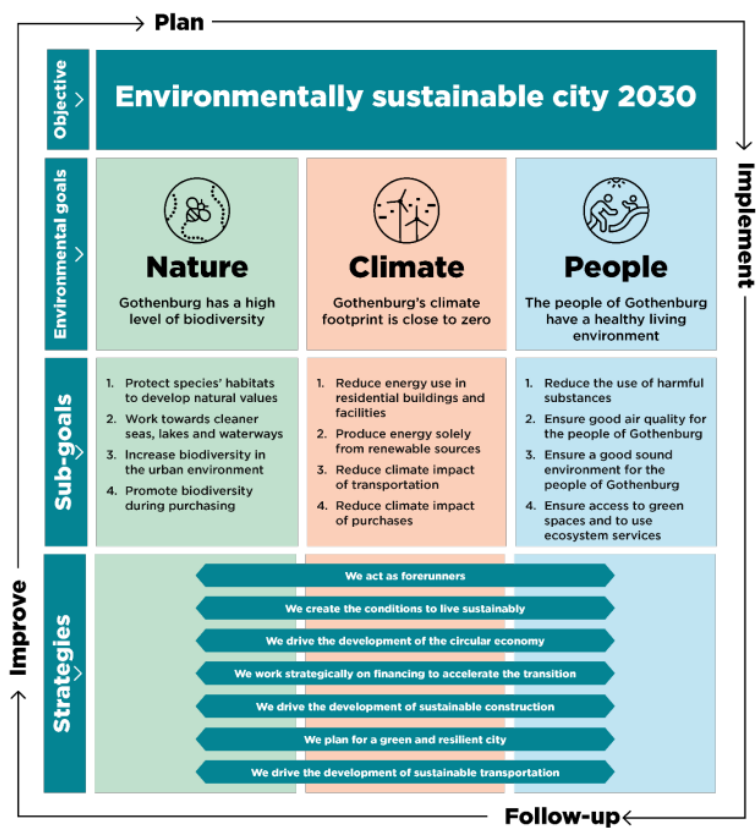 Plan
Objective
Environmentally sustainable city 2030
Implement
Environmental goals
Nature
Gothenburg has a high
level of biodiversity
Climate
Gothenburg's climate
footprint is close to zero
People
The people of Gothenburg
have a healthy living
environment
Sub-goals
1. Protect species' habitats
to develop natural values
2. Work towards cleaner
seas, lakes and waterways
3. Increase biodiversity in
the urban environment
4. Promote biodiversity
during purchasing
1. Reduce energy use in
residential buildings and
facilities
2. Produce energy solely
from renewable sources
3. Reduce climate impact
of transportation
4. Reduce climate impact
of purchases
1. Reduce the use of harmful
substances
2. Ensure good air quality for
the people of Gothenburg
3. Ensure a good sound
environment for the
people of Gothenburg
4. Ensure access to green
spaces and to use
ecosystem services
Improve
Strategies
We act as forerunners
We create the conditions to live sustainably
We drive the development of the circular economy
We work strategically on financing to accelerate the transition
We drive the development of sustainable construction
We plan for a green and resilient city
We drive the development of sustainable transportation
Follow-up